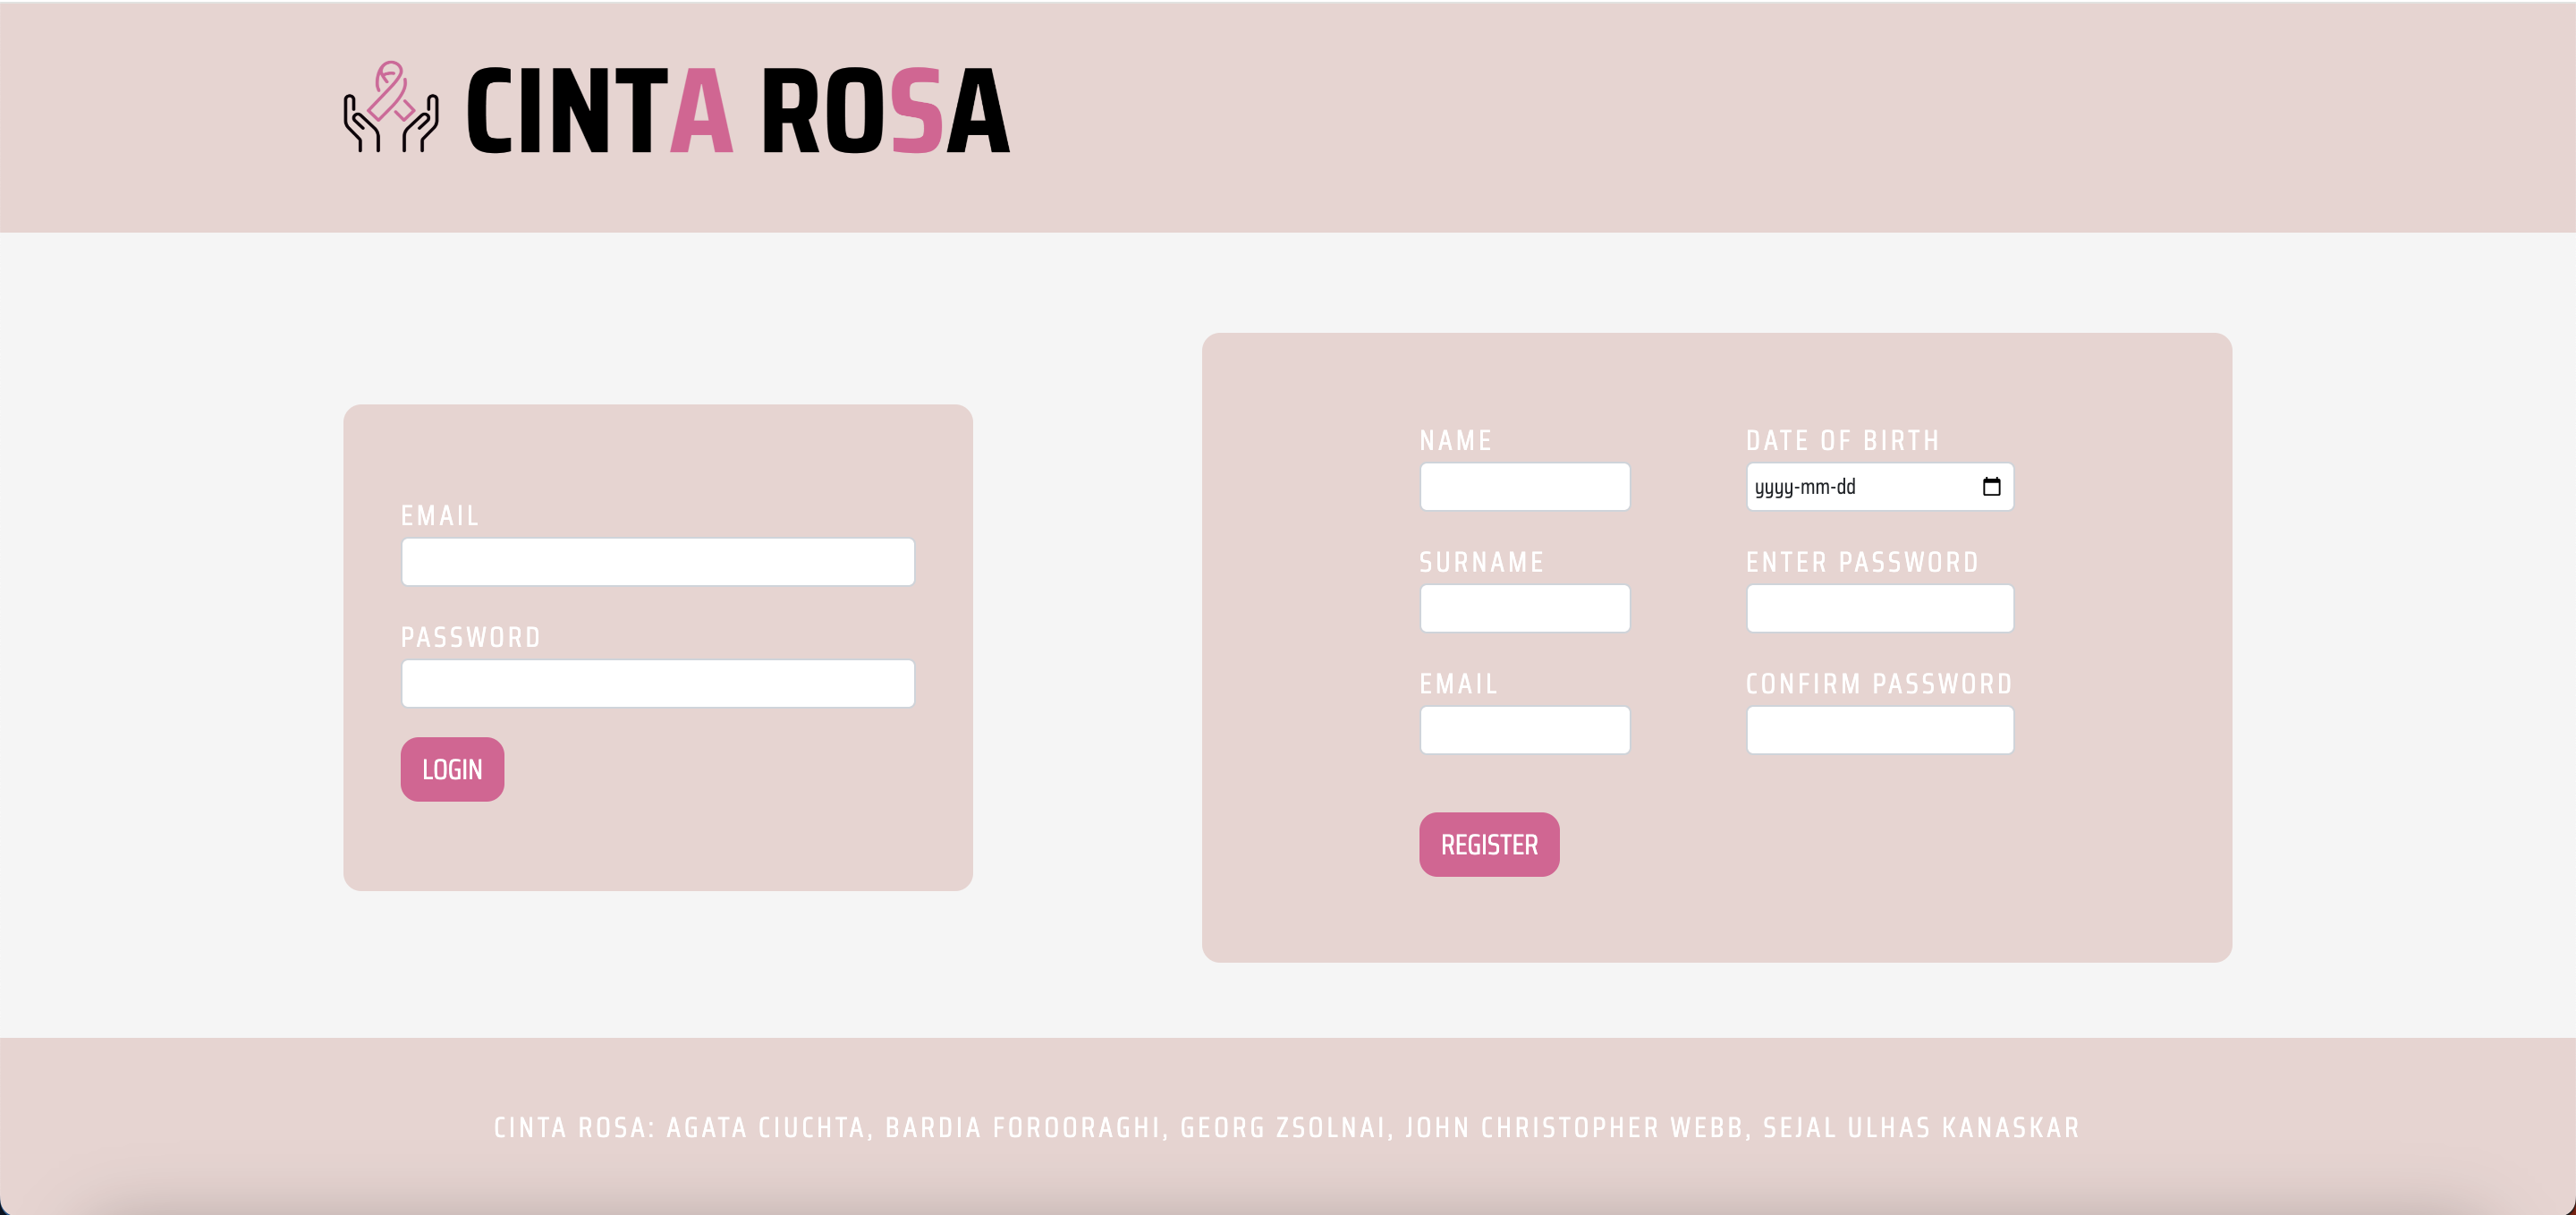 CINTA ROSA
EMAIL
PASSWORD
LOGIN
NAME
DATE OF BIRTH
yyyy-mm-dd
SURNAME
ENTER PASSWORD
EMAIL
CONFIRM PASSWORD
REGISTER
CINTA ROSA: AGATA CIUCHTA, BARDIA FOROORAGHI, GEORG ZSOLNAI, JOHN CHRISTOPHER WEBB, SEJAL ULHAS KANASKAR